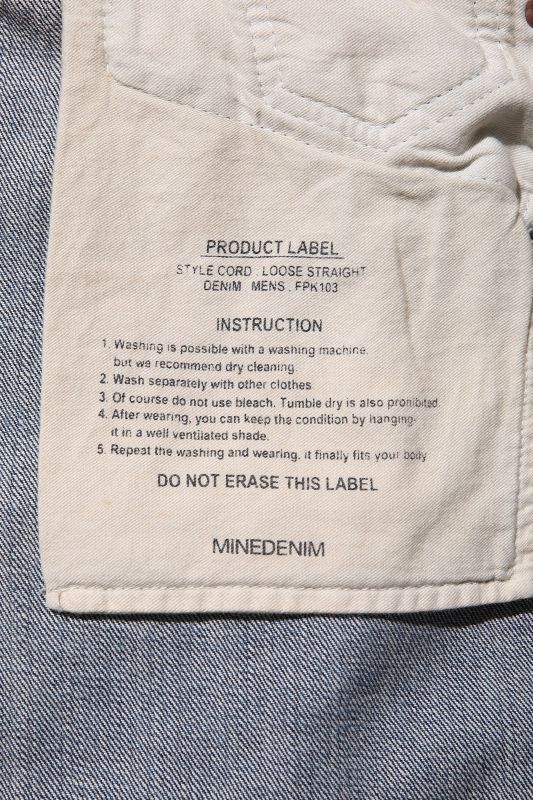 PRODUCT LABEL
STYLE CORD . LOOSE STRAIGHT
DENIM MENS . FPK103
INSTRUCTION
1. Washing is possible with a washing machine.
but we recommend dry cleaning.
2. Wash separately with other clothes
3. Of course do not use bleach. Tumble dry is also prohibited.
4. After wearing, you can keep the condition by hanging-
it in a well ventilated shade.
5. Repeat the washing and wearing. it finally fits your body
DO NOT ERASE THIS LABEL
MINEDENIM